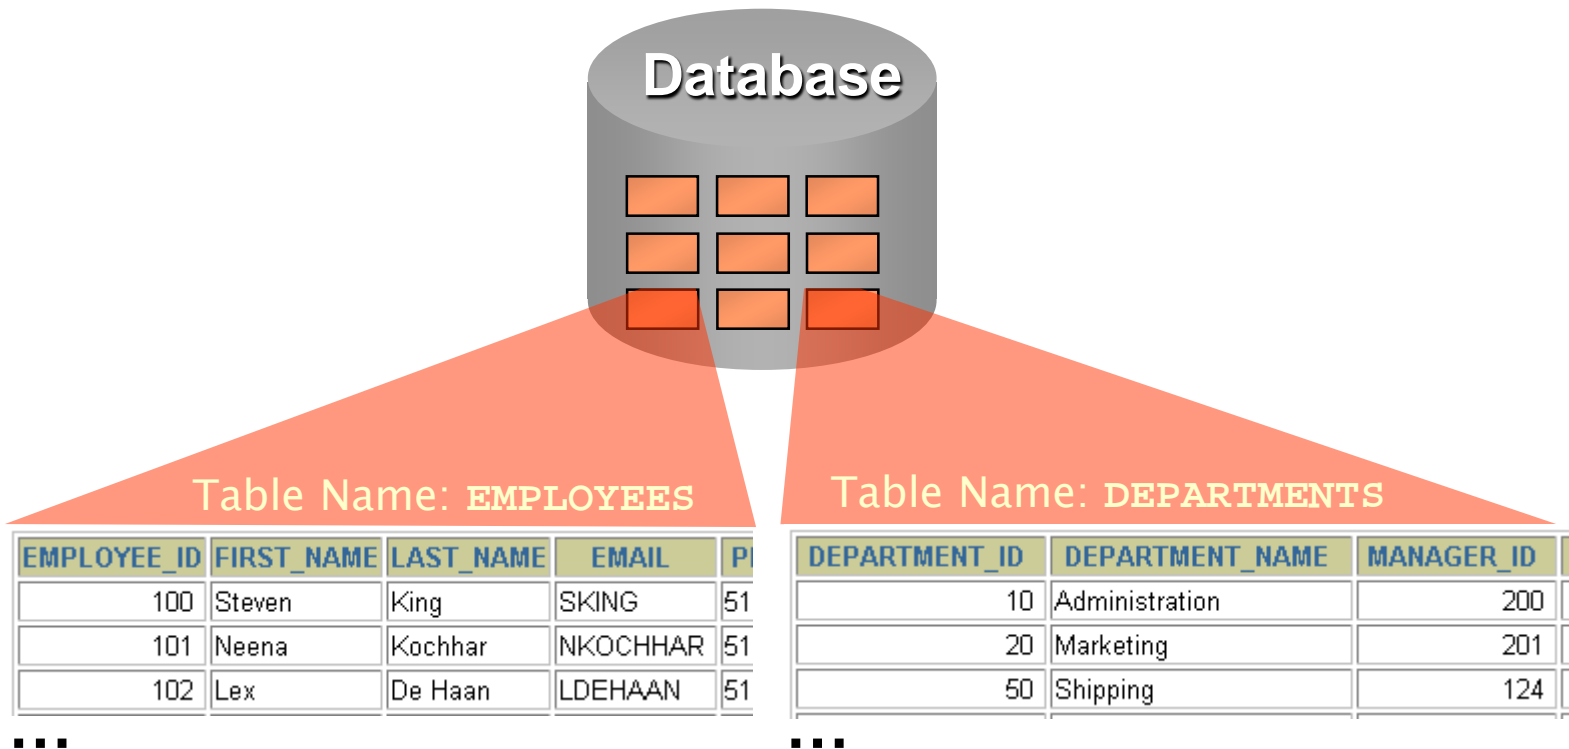 Database
Table Name: EMPLOYEES
EMPLOYEE_ID FIRST_NAME LAST_NAME EMAIL
100 Steven King SKING 51
101 Neena Kochhar NKOCHHAR 51
102 Lex De Haan LDEHAAN 51
...
Table Name: DEPARTMENTS
DEPARTMENT_ID DEPARTMENT_NAME MANAGER_ID
10 Administration 200
20 Marketing 201
50 Shipping 124
...